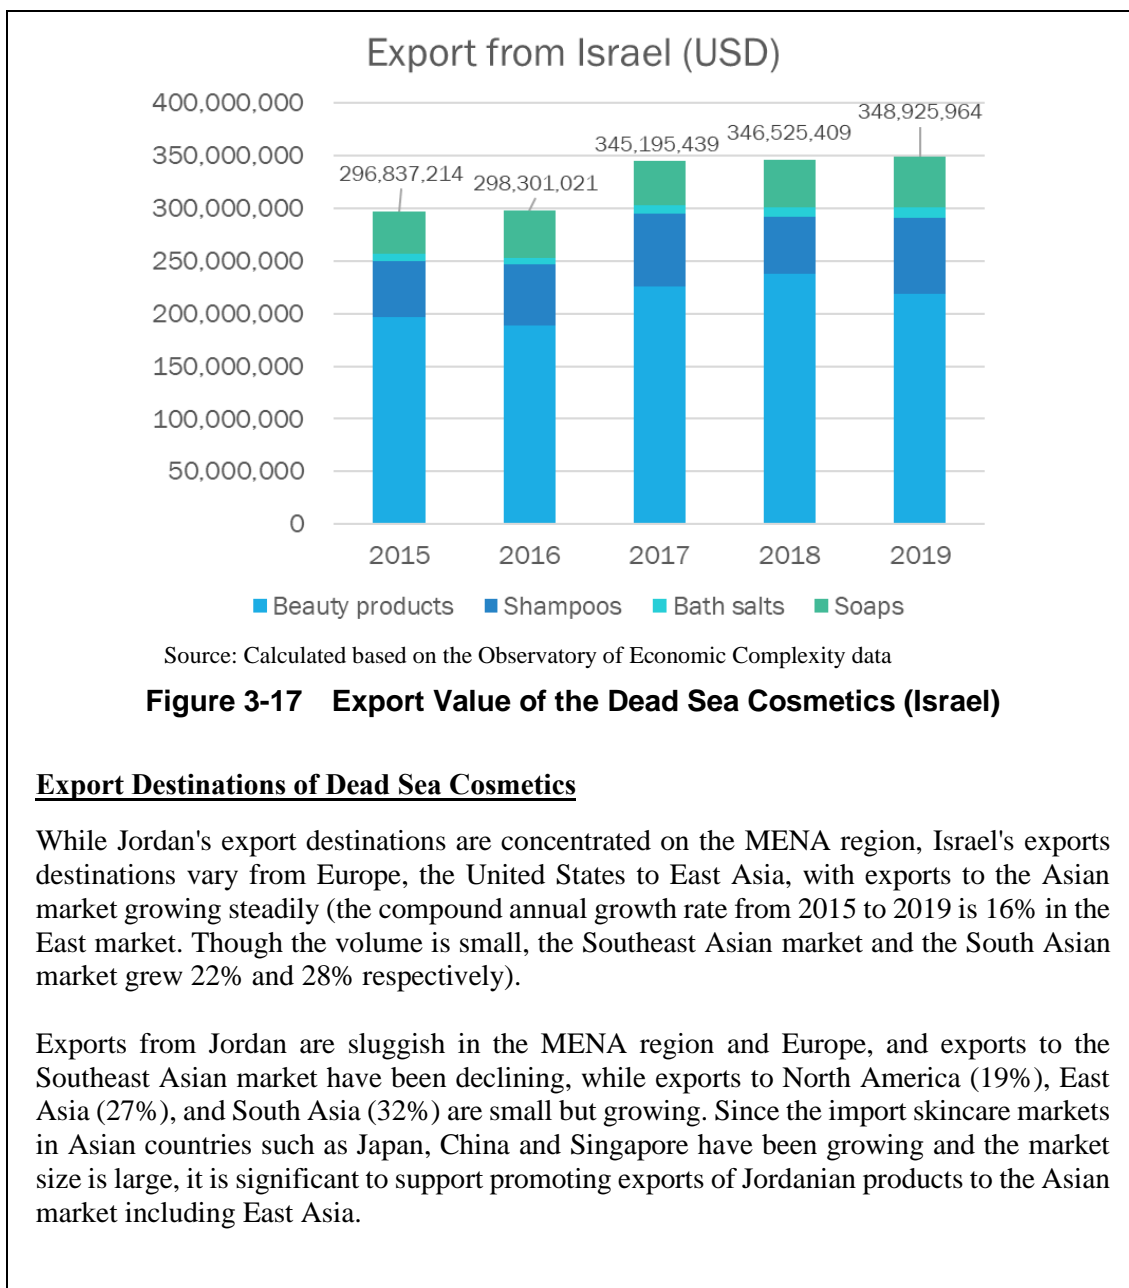 Export from Israel (USD)
400,000,000
350,000,000
300,000,000
250,000,000
200,000,000
150,000,000
100,000,000
50,000,000
0
296,837,214
298,301,021
345,195,439
346,525,409
348,925,964
2015 2016 2017 2018 2019
Beauty products Shampoos Bath salts Soaps
Source: Calculated based on the Observatory of Economic Complexity data
Figure 3-17 Export Value of the Dead Sea Cosmetics (Israel)
Export Destinations of Dead Sea Cosmetics
While Jordan's export destinations are concentrated on the MENA region, Israel's exports
destinations vary from Europe, the United States to East Asia, with exports to the Asian
market growing steadily (the compound annual growth rate from 2015 to 2019 is 16% in the
East market. Though the volume is small, the Southeast Asian market and the South Asian
market grew 22% and 28% respectively).
Exports from Jordan are sluggish in the MENA region and Europe, and exports to the
Southeast Asian market have been declining, while exports to North America (19%), East
Asia (27%), and South Asia (32%) are small but growing. Since the import skincare markets
in Asian countries such as Japan, China and Singapore have been growing and the market
size is large, it is significant to support promoting exports of Jordanian products to the Asian
market including East Asia.